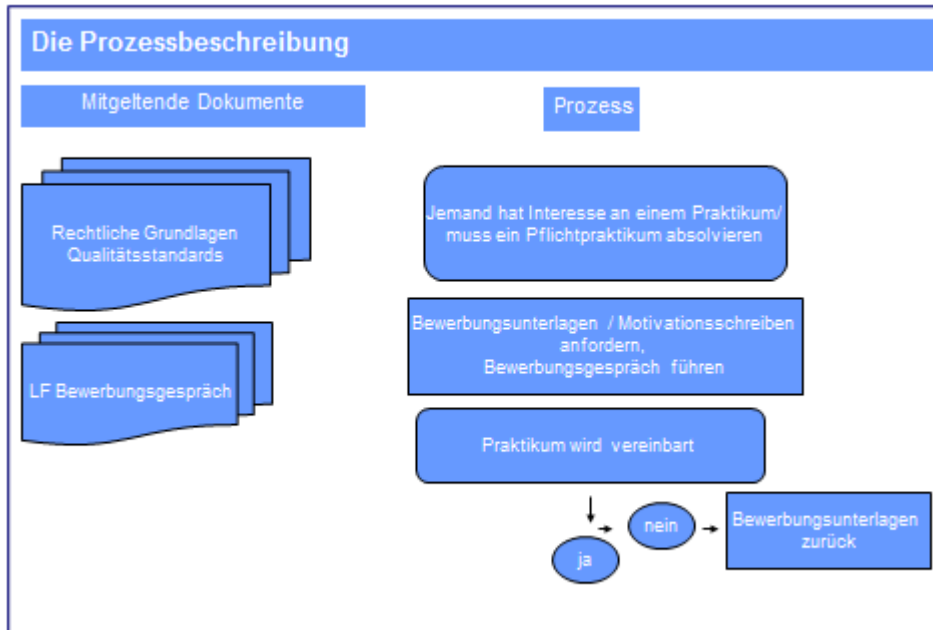 Die Prozessbeschreibung
Mitgeltende Dokumente
Prozess
Rechtliche Grundlagen
Qualitätsstandards
LF Bewerbungsgespräch
Jemand hat Interesse an einem Praktikum/
muss ein Pflichtpraktikum absolvieren
Bewerbungsunterlagen / Motivationsschreiben
anfordern,
Bewerbungsgespräch führen
Praktikum wird vereinbart
nein
Bewerbungsunterlagen
zurück
ja